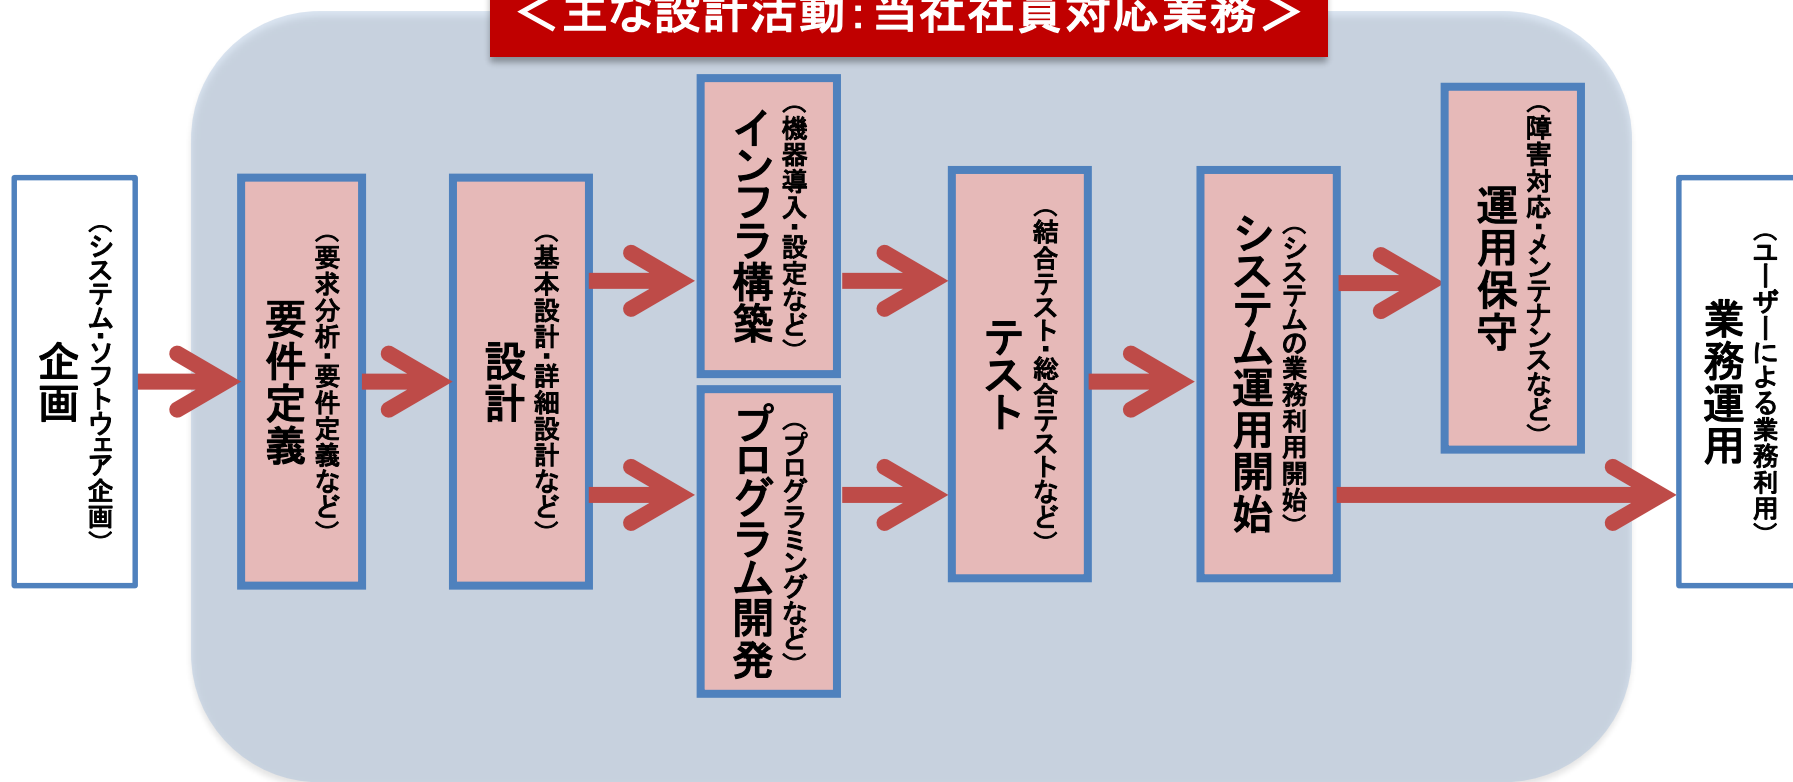 ＜主な設計活動：当社社員対応業務＞
企画
（システム・ソフトウェア企画）
要件定義
（要求分析・要件定義など）
設計
（基本設計・詳細設計など）
インフラ構築
（機器導入・設定など）
プログラム開発
（プログラミングなど）
テスト
（結合テスト・総合テストなど）
システム運用開始
（システムの業務利用開始）
運用保守
（障害対応・メンテナンスなど）
業務運用
（ユーザーによる業務利用）